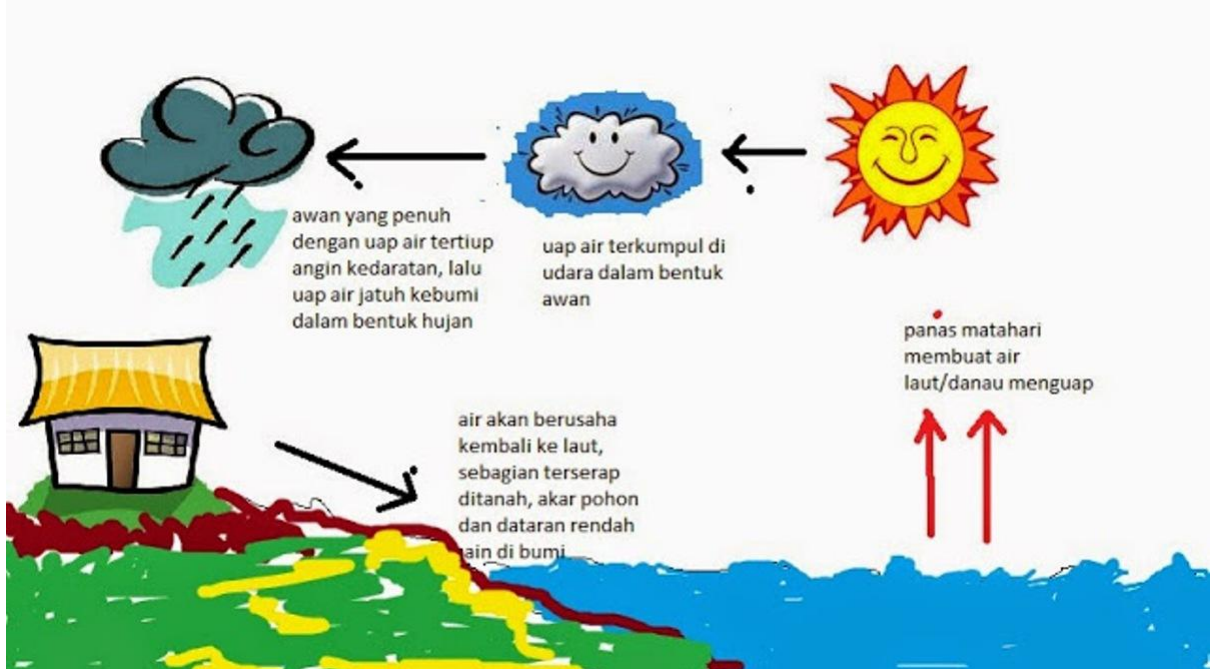 awan yang penuh
dengan uap air tertiup
angin kedaratan, lalu
uap air jatuh kebumi
dalam bentuk hujan
uap air terkumpul di
udara dalam bentuk
awan
panas matahari
membuat air
laut/danau menguap
air akan berusaha
kembali ke laut,
sebagian terserap
ditanah, akar pohon
dan dataran rendah
di bumi